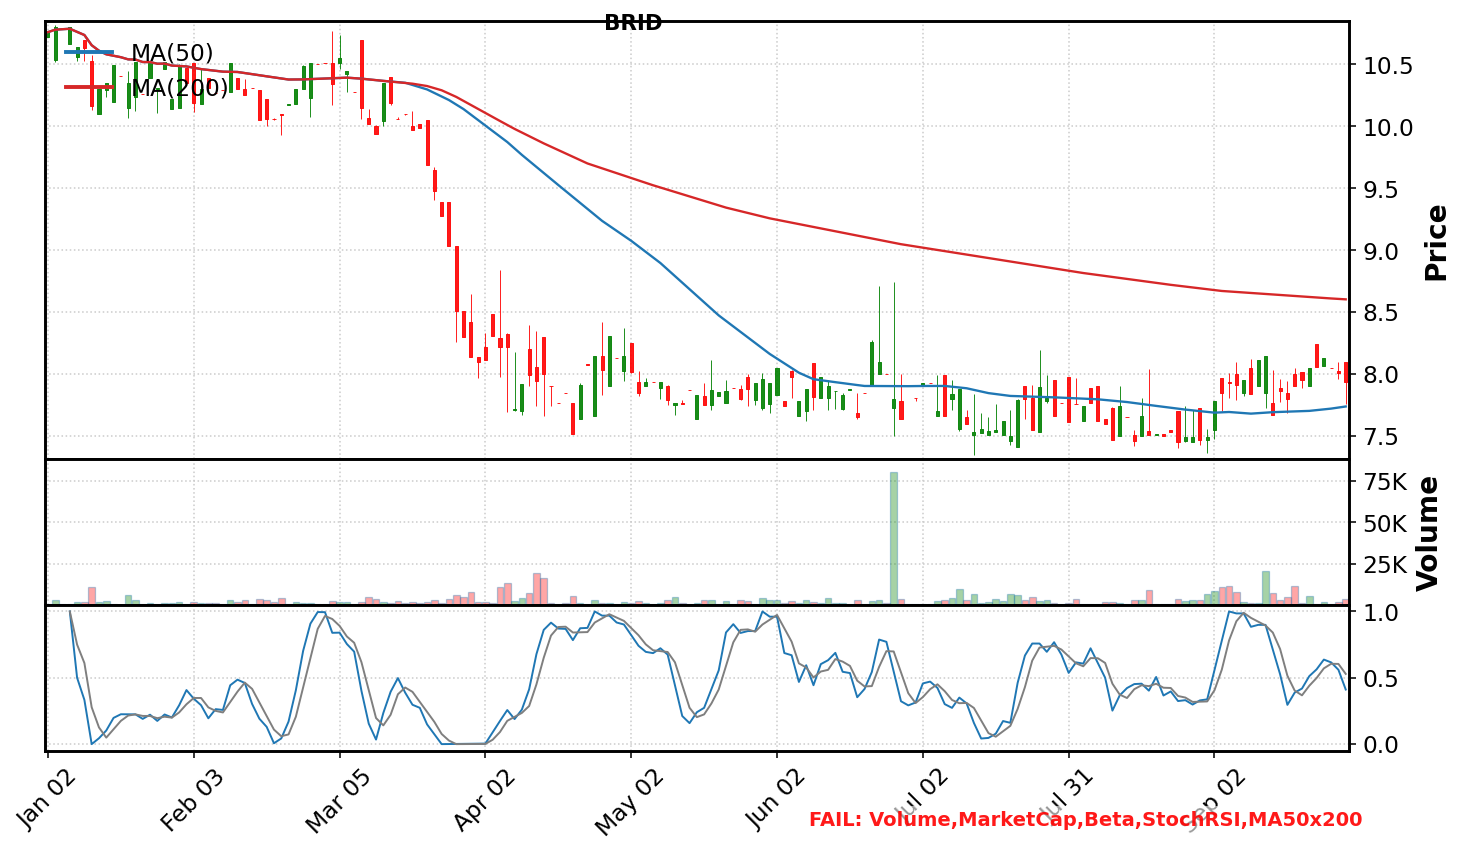 BRID
MA(50)
MA(200)
10.5
10.0
9.5
9.0
8.5
8.0
7.5
Price
75K
50K
25K
Volume
1.0
0.5
0.0
Jan 02
Feb 03
Mar 05
Apr 02
May 02
Jun 02
Jul 02
Jul 31
Sep 02
FAIL: Volume,MarketCap,Beta,StochRSI,MA50x200